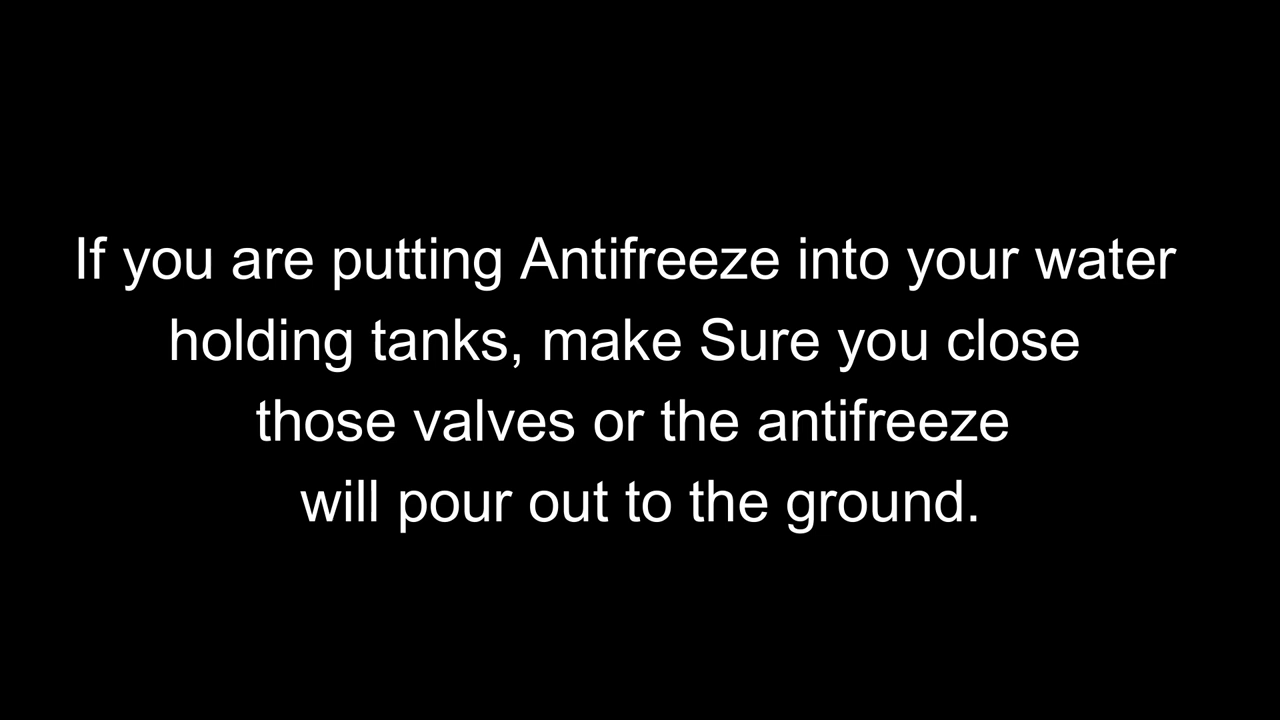 If you are putting Antifreeze into your water
holding tanks, make Sure you close
those valves or the antifreeze
will pour out to the ground.